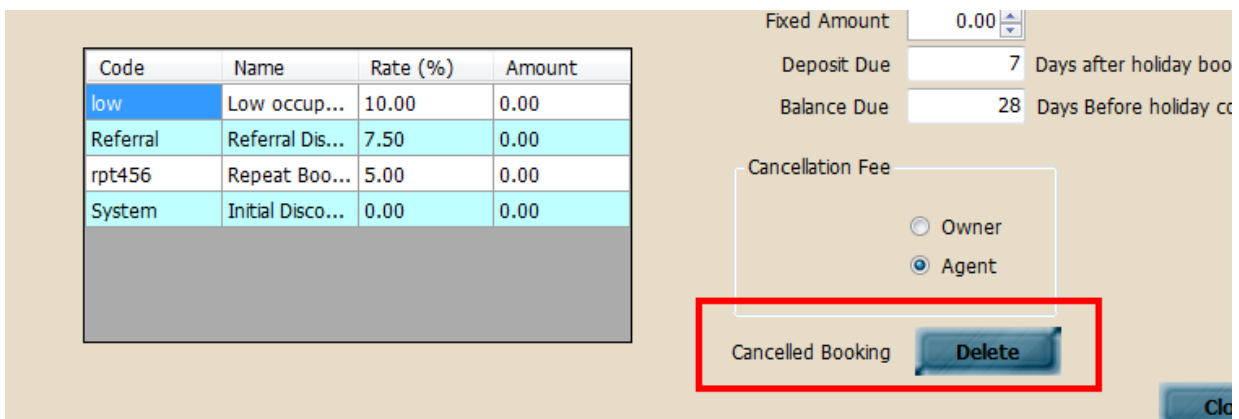 Fixed Amount 0.00
Code Name Rate (%) Amount
low Low occup... 10.00 0.00
Referral Referral Dis... 7.50 0.00
rpt456 Repeat Boo... 5.00 0.00
System Initial Disco... 0.00 0.00
Deposit Due 7 Days after holiday boo
Balance Due 28 Days Before holiday co
Cancellation Fee
Owner
Agent
Cancelled Booking Delete
Clo